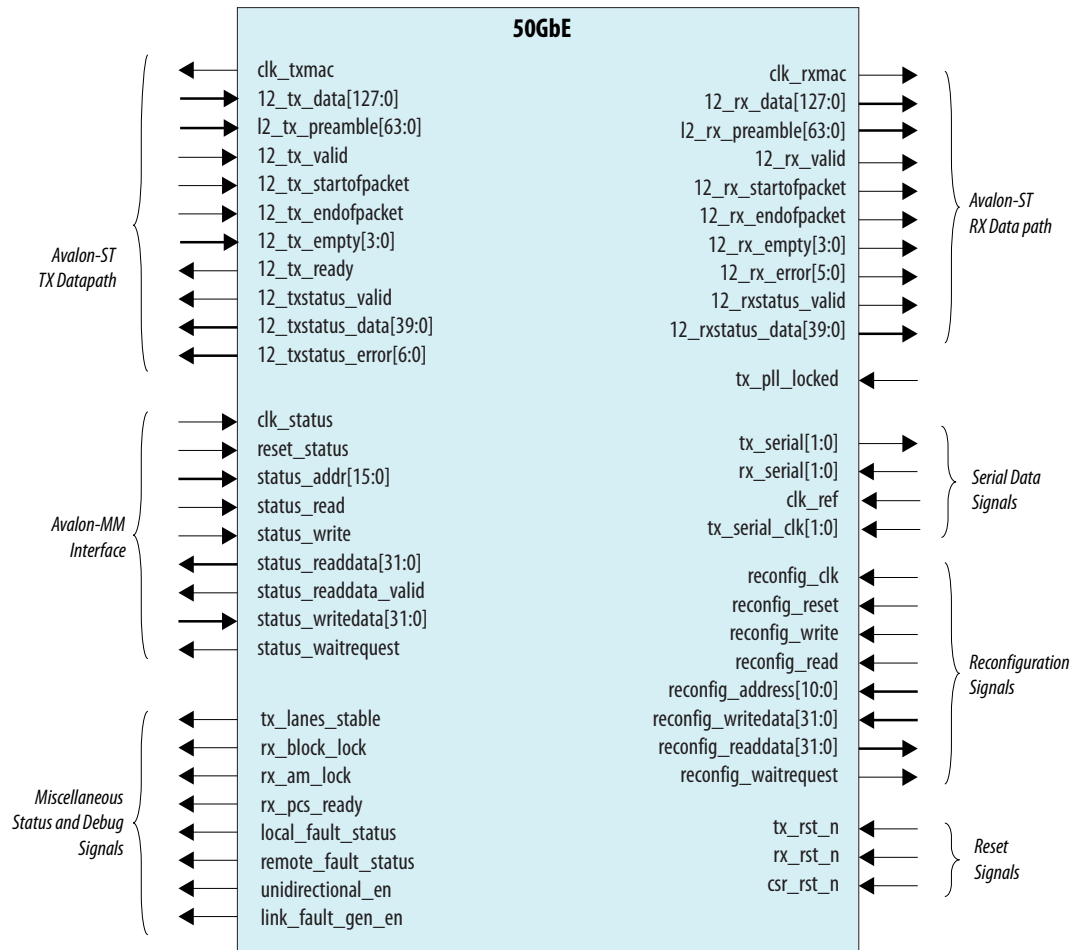 50GbE
Avalon-ST
TX Datapath
clk_txmac
12_tx_data[127:0]
l2_tx_preamble[63:0]
12_tx_valid
12_tx_startofpacket
12_tx_endofpacket
12_tx_empty[3:0]
12_tx_ready
12_txstatus_valid
12_txstatus_data[39:0]
12_txstatus_error[6:0]
Avalon-MM
Interface
clk_status
reset_status
status_addr[15:0]
status_read
status_write
status_readdata[31:0]
status_readdata_valid
status_writedata[31:0]
status_waitrequest
Miscellaneous
Status and Debug
Signals
tx_lanes_stable
rx_block_lock
rx_am_lock
rx_pcs_ready
local_fault_status
remote_fault_status
unidirectional_en
link_fault_gen_en
clk_rxmac
12_rx_data[127:0]
l2_rx_preamble[63:0]
12_rx_valid
12_rx_startofpacket
12_rx_endofpacket
12_rx_empty[3:0]
12_rx_error[5:0]
12_rxstatus_valid
12_rxstatus_data[39:0]
Avalon-ST
RX Data path
tx_pll_locked
tx_serial[1:0]
rx_serial[1:0]
clk_ref
tx_serial_clk[1:0]
Serial Data
Signals
reconfig_clk
reconfig_reset
reconfig_write
reconfig_read
reconfig_address[10:0]
reconfig_writedata[31:0]
reconfig_readdata[31:0]
reconfig_waitrequest
Reconfiguration
Signals
tx_rst_n
rx_rst_n
csr_rst_n
Reset
Signals